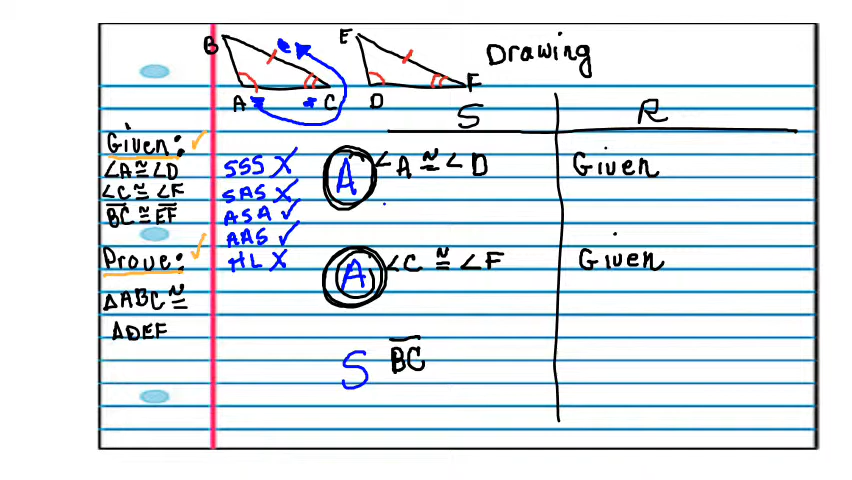 B e E Drawing
A C D F
S R
Given:
∠A ≅ ∠D
∠C ≅ ∠F
BC ≅ EF
Prove:
△ABC ≅
△DEF
SSS X
SAS X
ASA ✓
AAS ✓
HL X
A ∠A ≅ ∠D Given
A ∠C ≅ ∠F Given
S BC